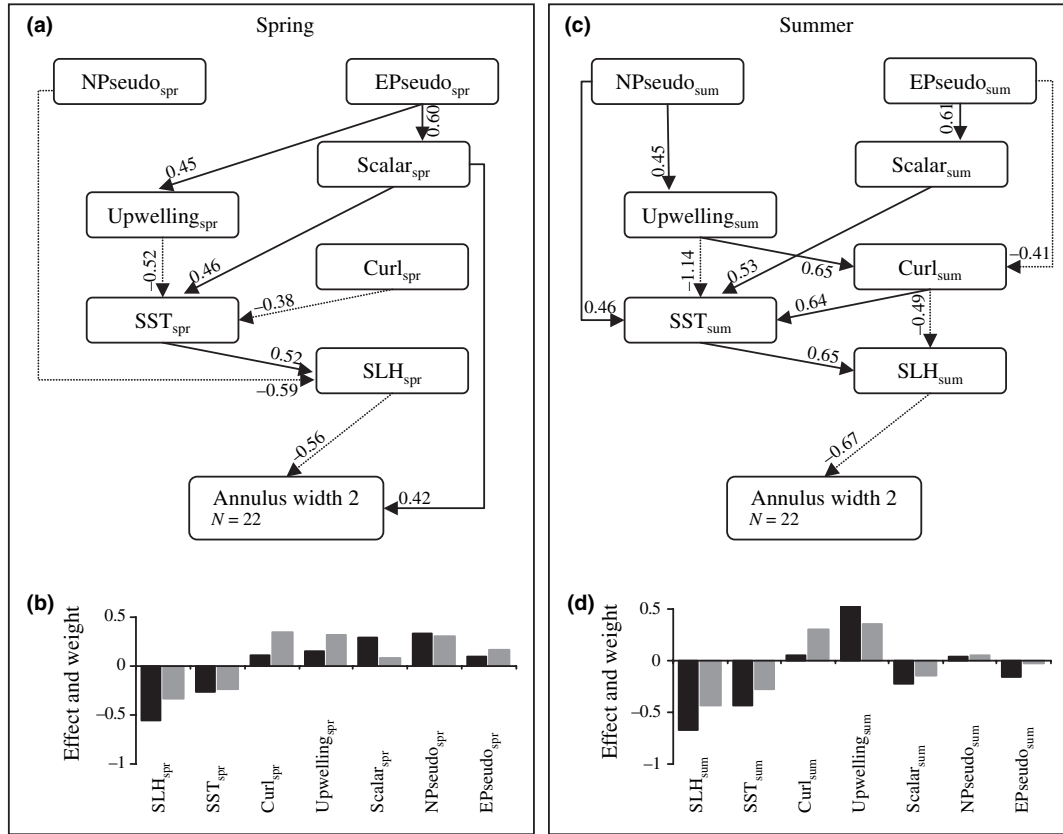 (a) Spring
NPseudo_spr
EPseudo_spr
0.60
0.45
Scalar_spr
Upwelling_spr
−0.52
0.46
Curl_spr
−0.38
SST_spr
0.52
SLH_spr
−0.59
−0.56
Annulus width 2
N = 22
0.42
(b)
Effect and weight
0.5
0
−0.5
−1
SLH_spr
SST_spr
Curl_spr
Upwelling_spr
Scalar_spr
NPseudo_spr
EPseudo_spr
(c) Summer
NPseudo_sum
EPseudo_sum
0.61
0.45
Scalar_sum
Upwelling_sum
−1.14
0.53
0.65
Curl_sum
−0.41
0.46
0.64
−0.49
SST_sum
0.65
SLH_sum
−0.67
Annulus width 2
N = 22
(d)
Effect and weight
0.5
0
−0.5
−1
SLH_sum
SST_sum
Curl_sum
Upwelling_sum
Scalar_sum
NPseudo_sum
EPseudo_sum